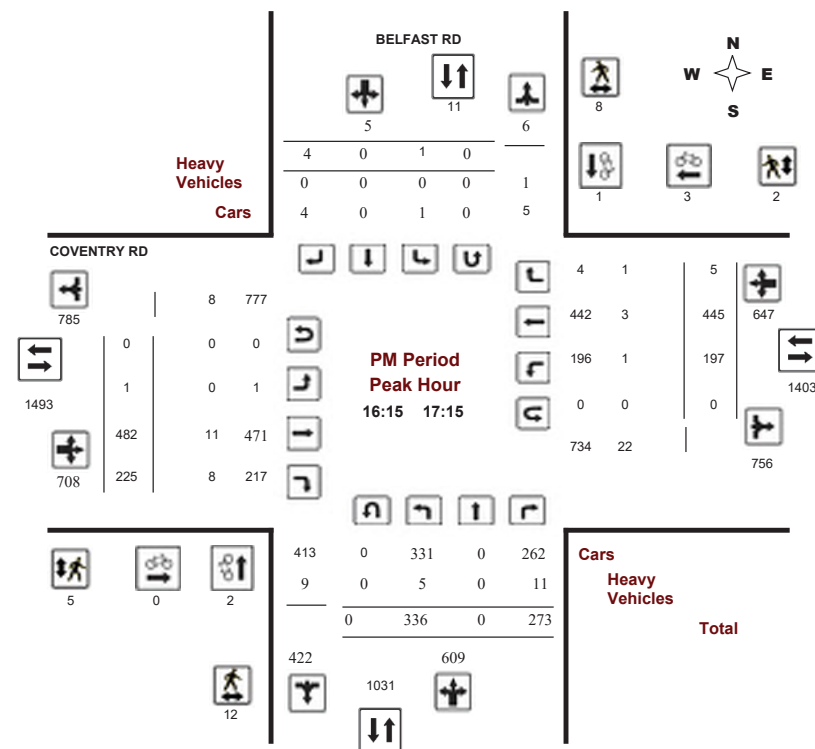 BELFAST RD
N
W E
S
11
8
5 6
4 0 1 0
Heavy
Vehicles
0 0 0 0 1
Cars 4 0 1 0 5
1 3 2
COVENTRY RD
785
8 777
4 1 5
647
442 3 445
0 0 0
196 1 197
1493
1 0 1
1403
PM Period
Peak Hour
16:15 17:15
0 0 0
482 11 471
734 22
756
708
225 8 217
413 0 331 0 262
Cars
9 0 5 0 11
Heavy
Vehicles
0 336 0 273
Total
5 0 2
422 609
1031
12